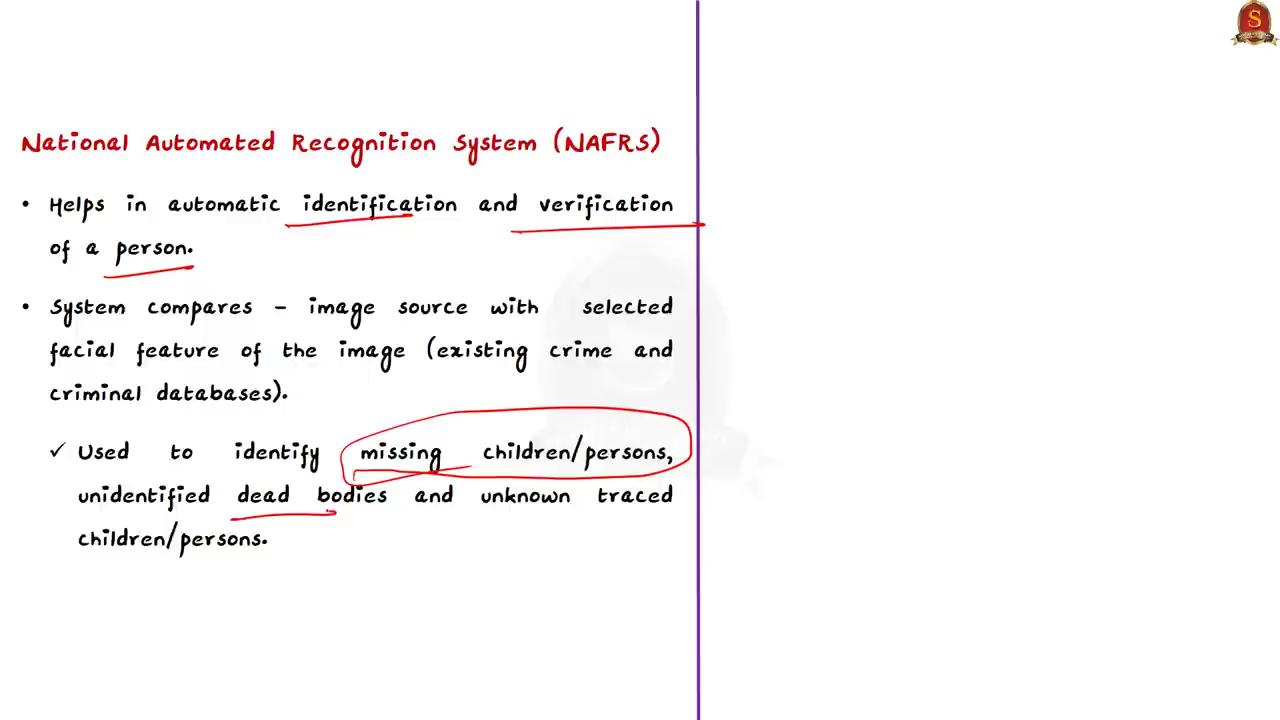 National Automated Recognition System (NAFRS)
• Helps in automatic identification and verification
of a person.
• System compares – image source with selected
facial feature of the image (existing crime and
criminal databases).
✓ Used to identify missing children/persons,
unidentified dead bodies and unknown traced
children/persons.
S